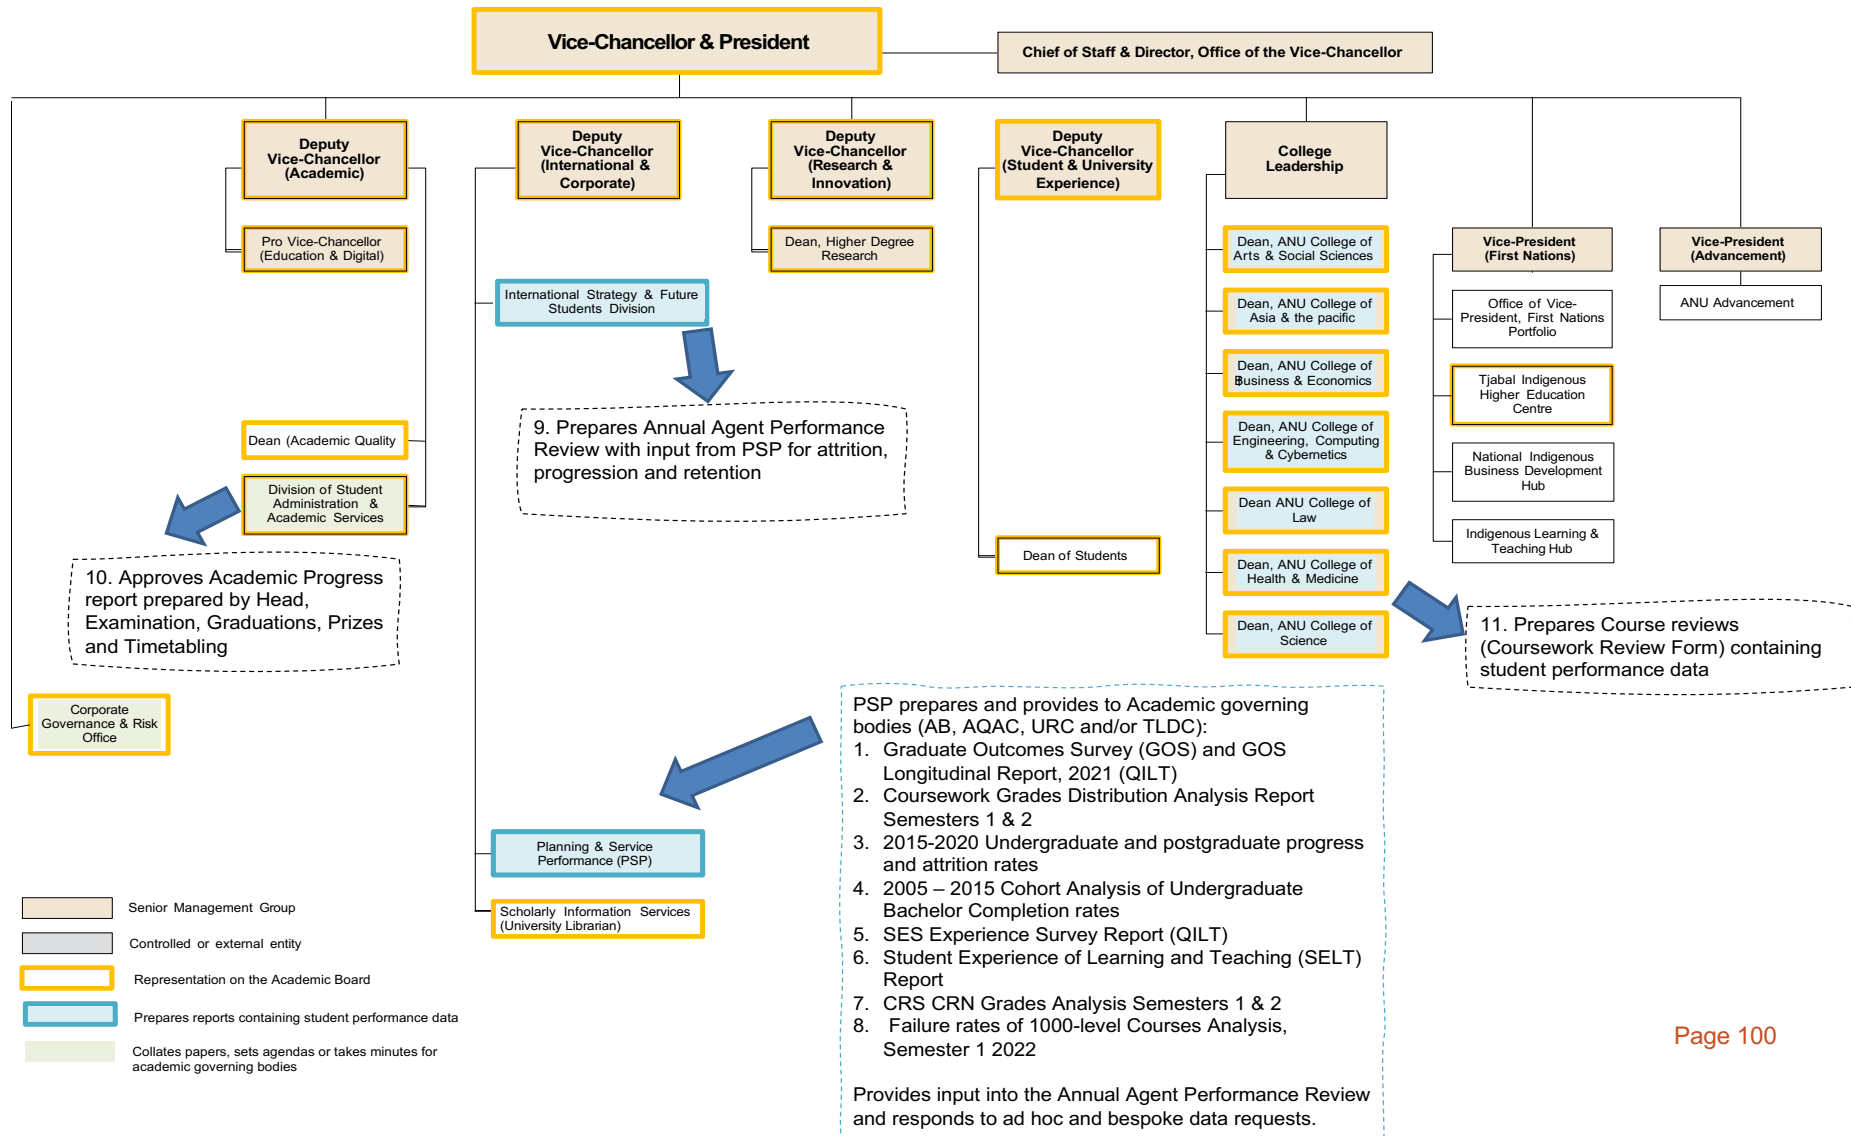 Vice-Chancellor & President
Chief of Staff & Director, Office of the Vice-Chancellor
Deputy
Vice-Chancellor
(Academic)
Pro Vice-Chancellor
(Education & Digital)
Dean (Academic Quality
Division of Student
Administration &
Academic Services
10. Approves Academic Progress
report prepared by Head,
Examination, Graduations, Prizes
and Timetabling
Corporate
Governance & Risk
Office
Deputy
Vice-Chancellor
(International &
Corporate)
International Strategy & Future
Students Division
9. Prepares Annual Agent Performance
Review with input from PSP for attrition,
progression and retention
Planning & Service
Performance (PSP)
Scholarly Information Services
(University Librarian)
Deputy
Vice-Chancellor
(Research &
Innovation)
Dean, Higher Degree
Research
Deputy
Vice-Chancellor
(Student & University
Experience)
Dean of Students
College
Leadership
Dean, ANU College of
Arts & Social Sciences
Dean, ANU College of
Asia & the pacific
Dean, ANU College of
Business & Economics
Dean, ANU College of
Engineering, Computing
& Cybernetics
Dean ANU College of
Law
Dean, ANU College of
Health & Medicine
Dean, ANU College of
Science
Vice-President
(First Nations)
Office of Vice-
President, First Nations
Portfolio
Tjabal Indigenous
Higher Education
Centre
National Indigenous
Business Development
Hub
Indigenous Learning &
Teaching Hub
Vice-President
(Advancement)
ANU Advancement
11. Prepares Course reviews
(Coursework Review Form) containing
student performance data
PSP prepares and provides to Academic governing
bodies (AB, AQAC, URC and/or TLDC):
1. Graduate Outcomes Survey (GOS) and GOS
Longitudinal Report, 2021 (QILT)
2. Coursework Grades Distribution Analysis Report
Semesters 1 & 2
3. 2015-2020 Undergraduate and postgraduate progress
and attrition rates
4. 2005 – 2015 Cohort Analysis of Undergraduate
Bachelor Completion rates
5. SES Experience Survey Report (QILT)
6. Student Experience of Learning and Teaching (SELT)
Report
7. CRS CRN Grades Analysis Semesters 1 & 2
8. Failure rates of 1000-level Courses Analysis,
Semester 1 2022
Provides input into the Annual Agent Performance Review
and responds to ad hoc and bespoke data requests.
Senior Management Group
Controlled or external entity
Representation on the Academic Board
Prepares reports containing student performance data
Collates papers, sets agendas or takes minutes for
academic governing bodies
Page 100